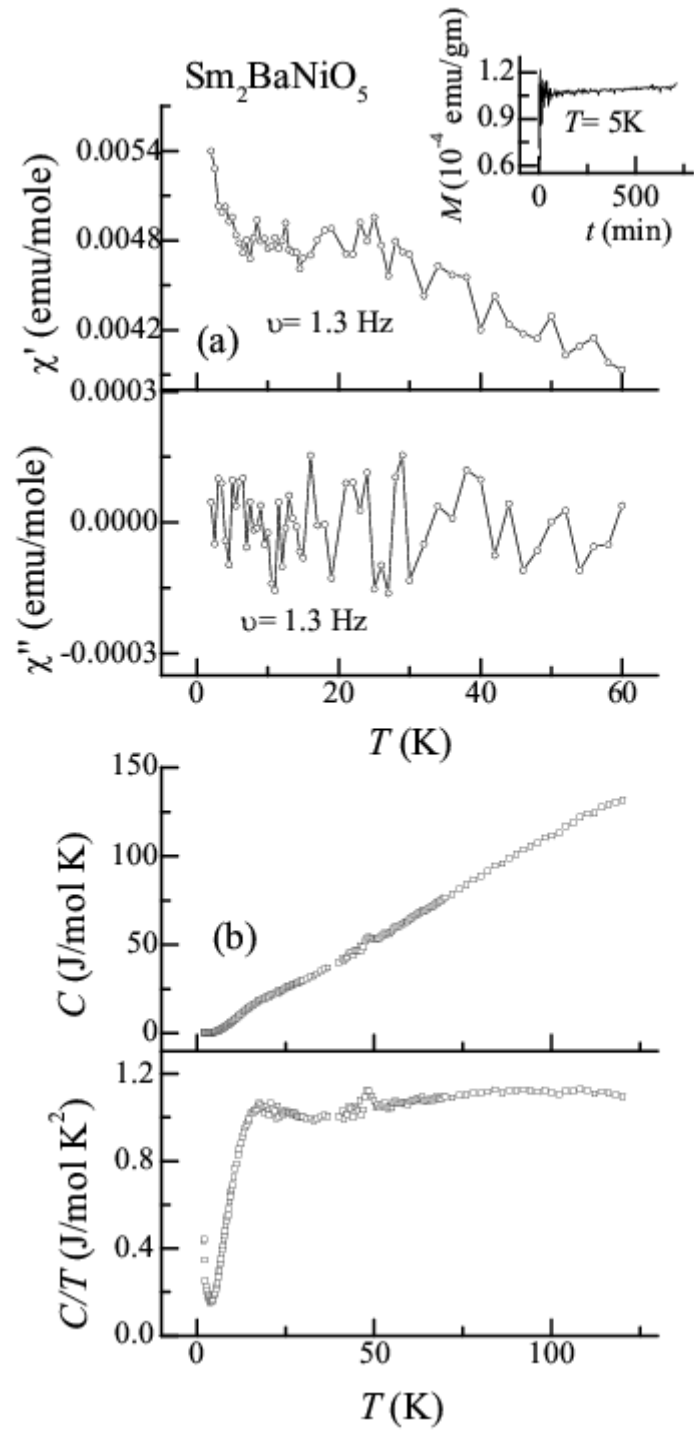 Sm₂BaNiO₅
M (10⁻⁴ emu/gm)
1.2
0.9
0.6
T= 5K
0
500
t (min)
χ' (emu/mole)
0.0054
0.0048
0.0042
(a)
υ= 1.3 Hz
χ'' (emu/mole)
0.0003
0.0000
-0.0003
υ= 1.3 Hz
0
20
40
60
T (K)
C (J/mol K)
150
100
50
0
(b)
C/T (J/mol K²)
1.2
0.8
0.4
0.0
0
50
100
T (K)